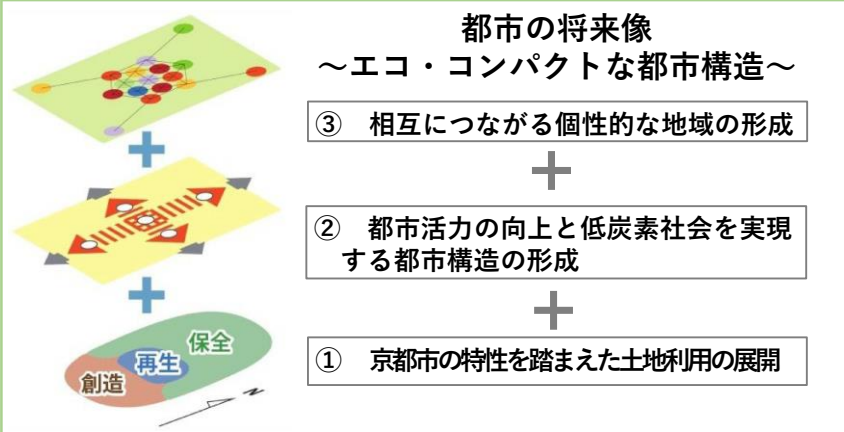 都市の将来像
～エコ・コンパクトな都市構造～
③　相互につながる個性的な地域の形成
②　都市活力の向上と低炭素社会を実現
する都市構造の形成
①　京都市の特性を踏まえた土地利用の展開
保全
再生
創造
N